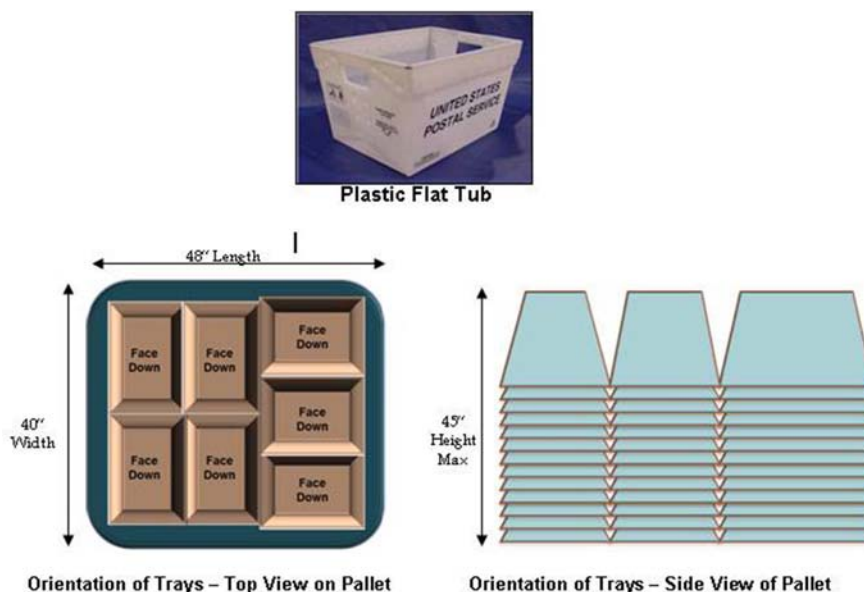 UNITED STATES
POSTAL SERVICE
Plastic Flat Tub
48" Length
40"
Width
Face
Down
Face
Down
Face
Down
Face
Down
Face
Down
Face
Down
Face
Down
45"
Height
Max
Orientation of Trays – Top View on Pallet
Orientation of Trays – Side View of Pallet